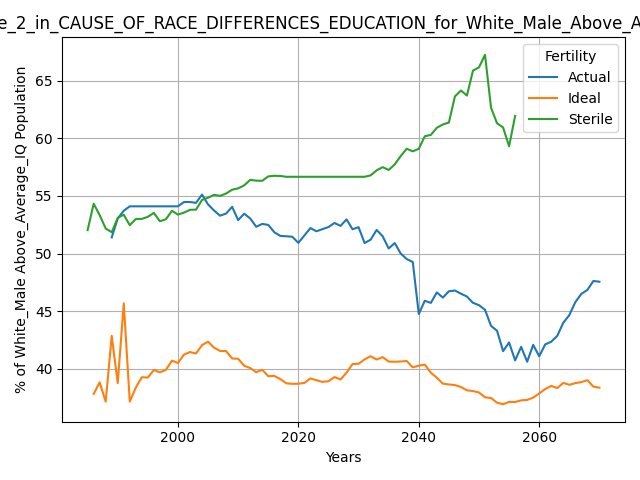 e_2_in_CAUSE_OF_RACE_DIFFERENCES_EDUCATION_for_White_Male_Above_A
Fertility
Actual
Ideal
Sterile
% of White_Male Above_Average_IQ Population
65
60
55
50
45
40
2000
2020
2040
2060
Years